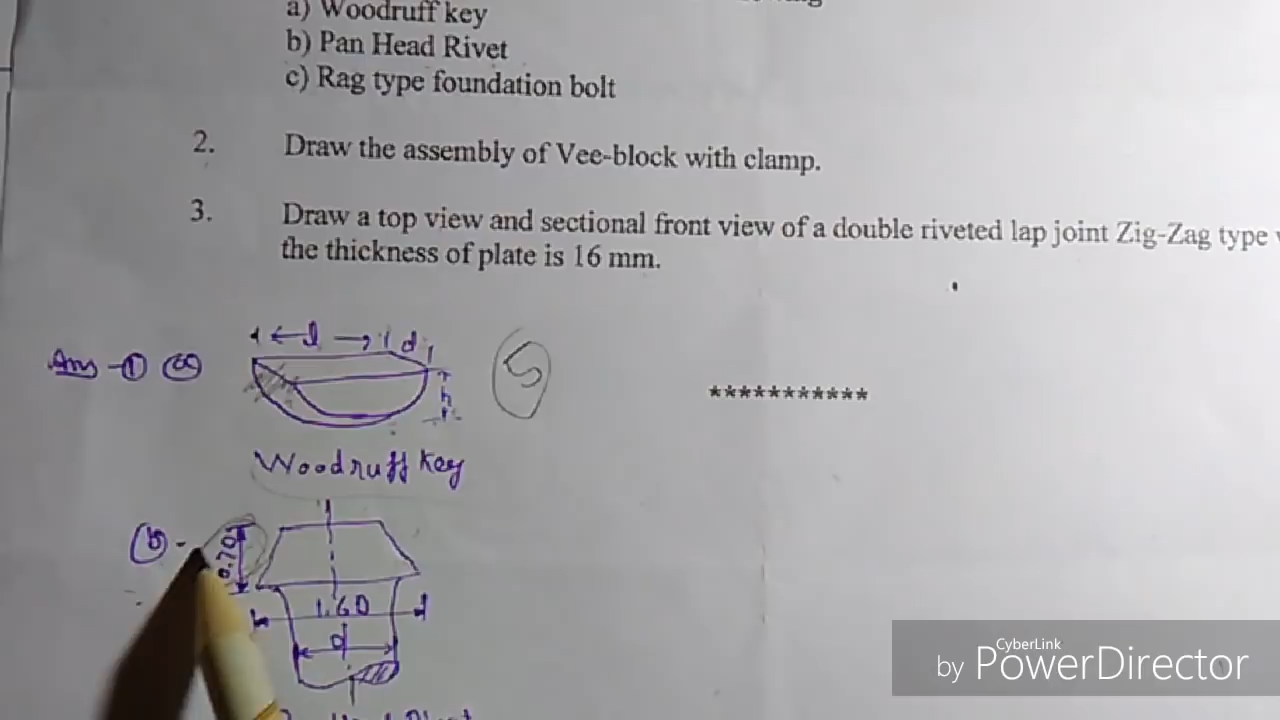 a) Woodruff key
b) Pan Head Rivet
c) Rag type foundation bolt
2. Draw the assembly of Vee-block with clamp.
3. Draw a top view and sectional front view of a double riveted lap joint Zig-Zag type
the thickness of plate is 16 mm.
Ans - 1 a
l d
h
5
***********
Woodruff key
b -
0.7D
1.6D
d
CyberLink
by PowerDirector